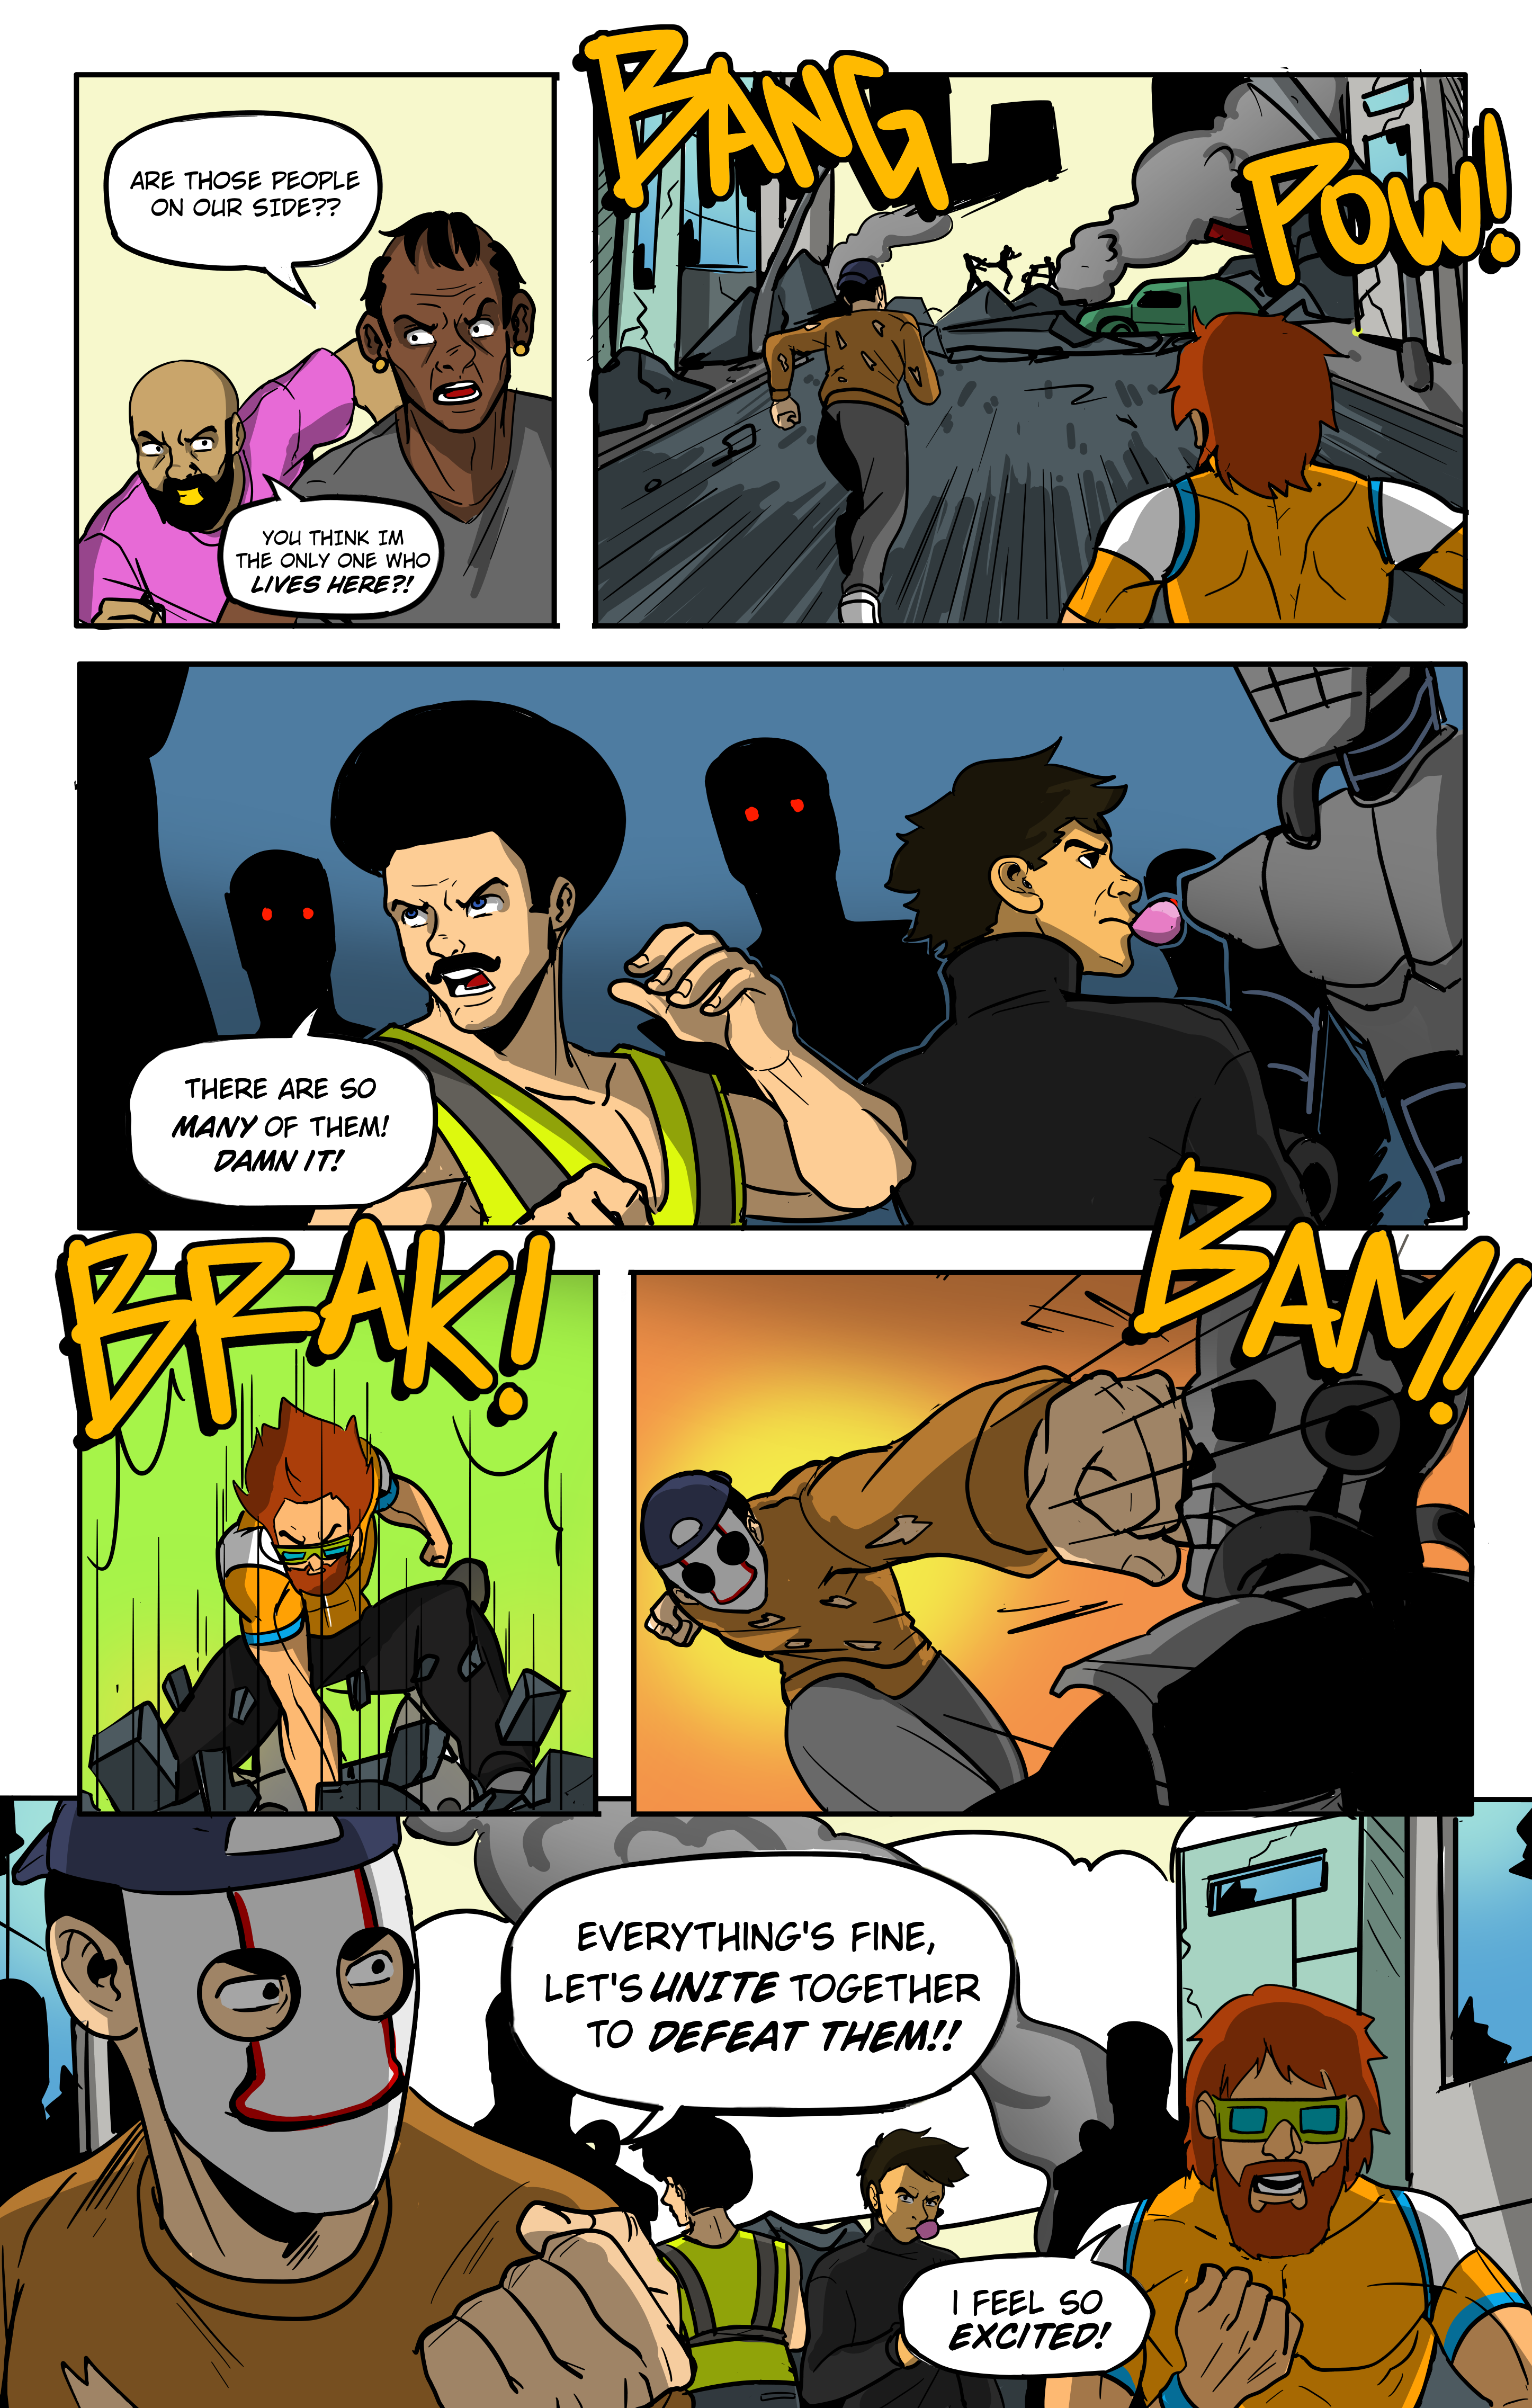 ARE THOSE PEOPLE
ON OUR SIDE??
YOU THINK IM
THE ONLY ONE WHO
LIVES HERE?!
BANG
POW!
THERE ARE SO
MANY OF THEM!
DAMN IT!
BRAK!
BAM!
EVERYTHING'S FINE,
LET'S UNITE TOGETHER
TO DEFEAT THEM!!
I FEEL SO
EXCITED!